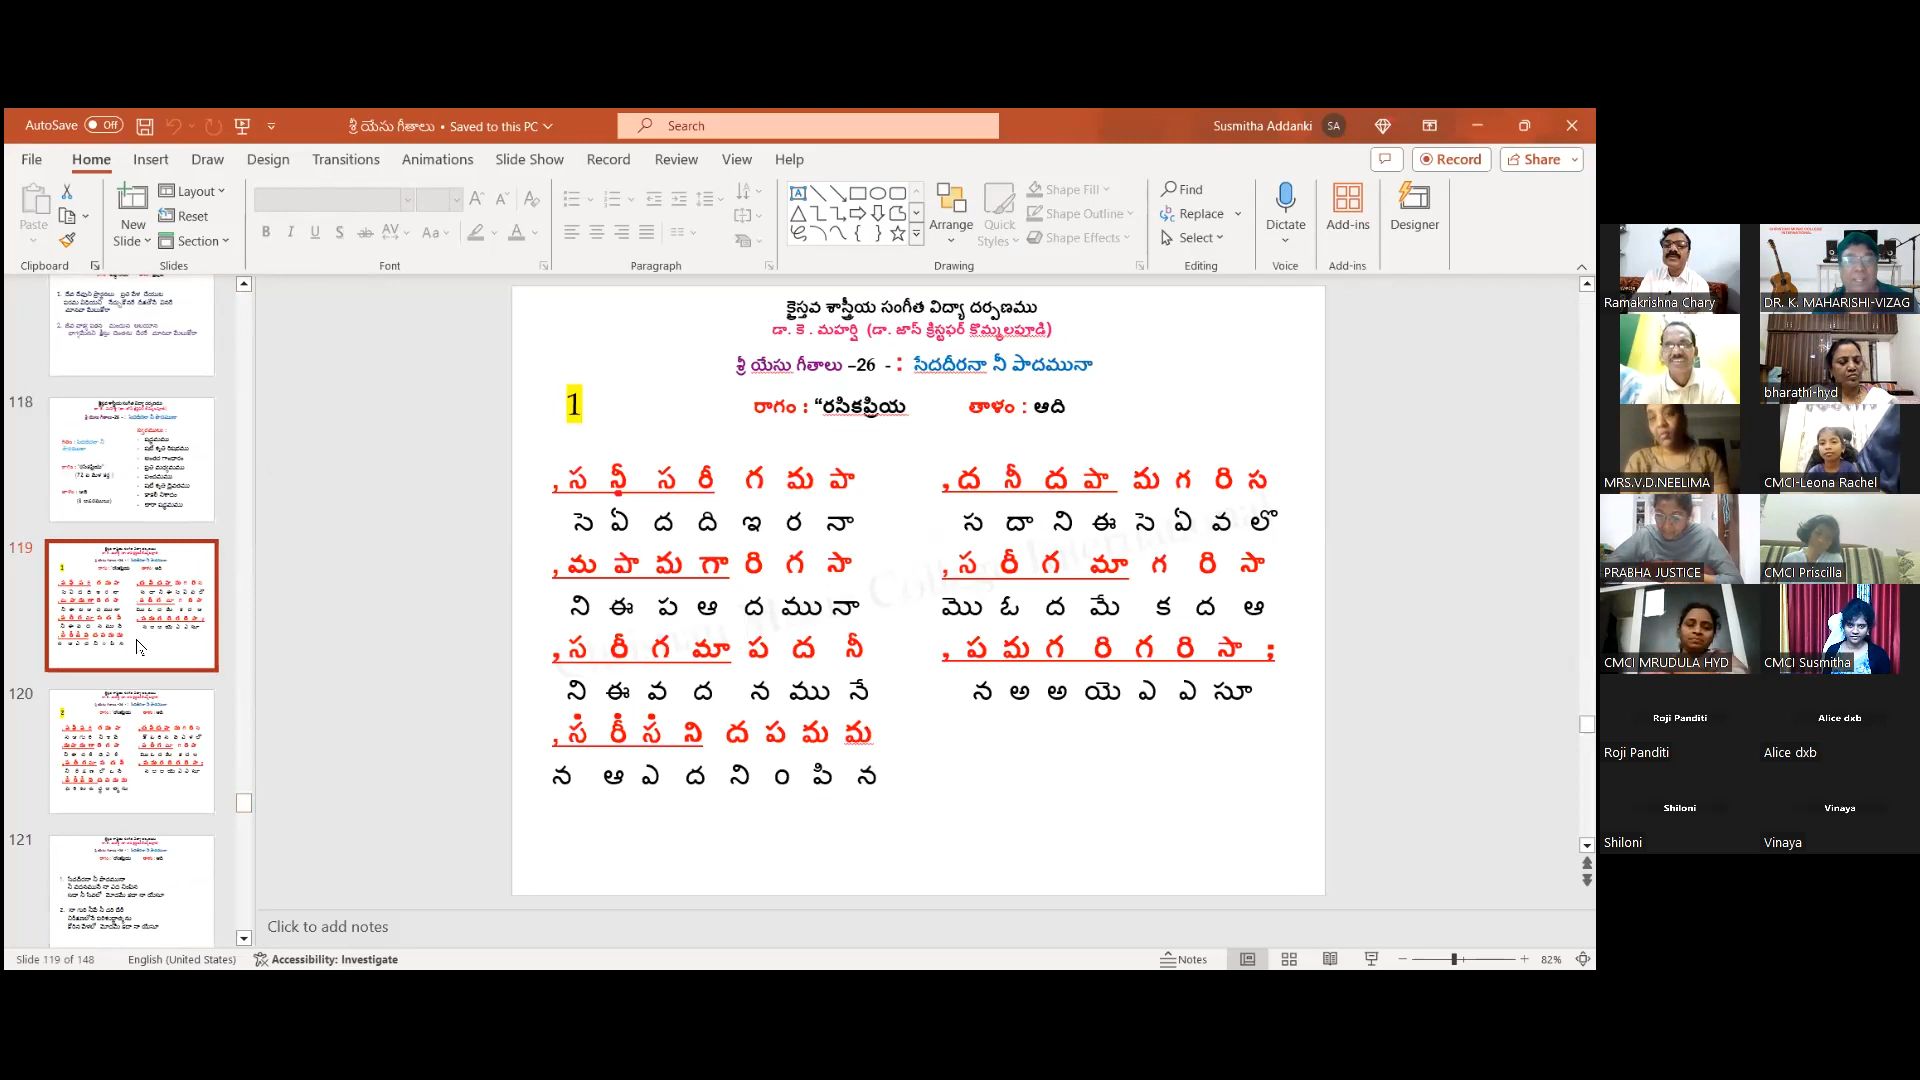 AutoSave Off
శ్రీ యేసు గీతాలు • Saved to this PC
Search
Susmitha Addanki SA
File Home Insert Draw Design Transitions Animations Slide Show Record Review View Help
Record Share
Paste
New Slide
Layout
Reset
Section
Shape Fill
Shape Outline
Shape Effects
Arrange
Quick Styles
Find
Replace
Select
Dictate
Add-ins
Designer
Clipboard Slides Font Paragraph Drawing Editing Voice Add-ins
118
119
120
121
క్రైస్తవ శాస్త్రీయ సంగీత విద్యా దర్పణము
డా. కె . మహర్షి (డా. జాస్ క్రిస్టఫర్ కొమ్మలపూడి)
శ్రీ యేసు గీతాలు –26 - : సేదదీరనా నీ పాదమునా
1
రాగం : “రసికప్రియ తాళం : ఆది
, స నీ స రీ గ మ పా
సె ఏ ద ది ఇ ర నా
, మ పా మ గా రి గ సా
ని ఈ ప ఆ ద ము నా
, స రీ గ మా ప ద నీ
ని ఈ వ ద న ము నే
, స రీ స ని ద ప మ మ
న ఆ ఎ ద ని ం పి న
, ద నీ ద పా మ గ రి స
స దా ని ఈ సె ఏ వ లొ
, స రీ గ మా గ రి సా
మొ ఓ ద మే క ద ఆ
, ప మ గ రి గ రి సా ;
న అ అ యె ఎ ఎ సూ
Click to add notes
Slide 119 of 148 English (United States) Accessibility: Investigate
Notes
82%
Ramakrishna Chary
DR. K. MAHARISHI-VIZAG
bharathi-hyd
MRS.V.D.NEELIMA
CMCI-Leona Rachel
PRABHA JUSTICE
CMCI Priscilla
CMCI MRUDULA HYD
CMCI Susmitha
Roji Panditi
Alice dxb
Roji Panditi
Alice dxb
Shiloni
Vinaya
Shiloni
Vinaya